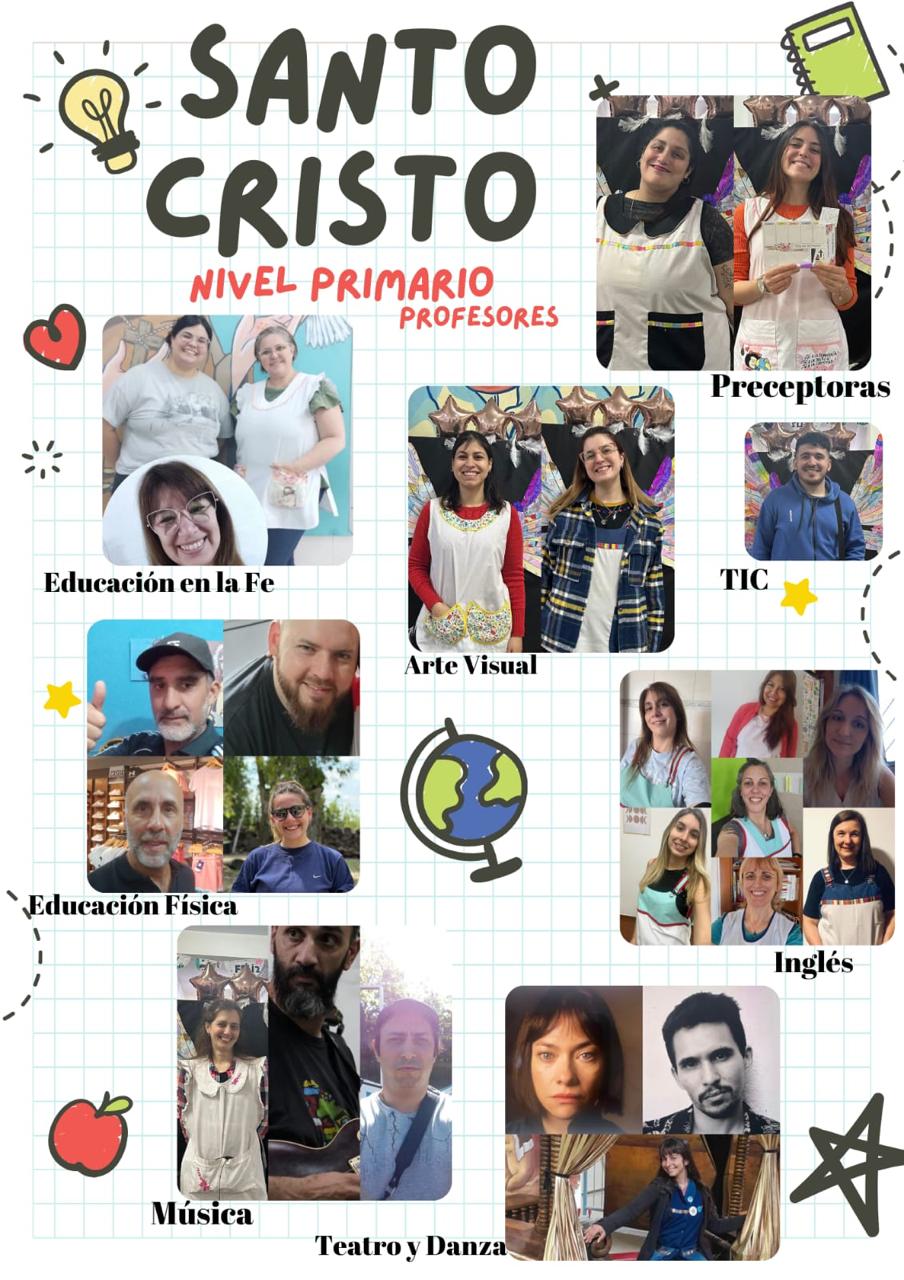 SANTO
CRISTO
NIVEL PRIMARIO
PROFESORES
Preceptoras
Educación en la Fe
Arte Visual
TIC
Educación Física
Inglés
Música
Teatro y Danza